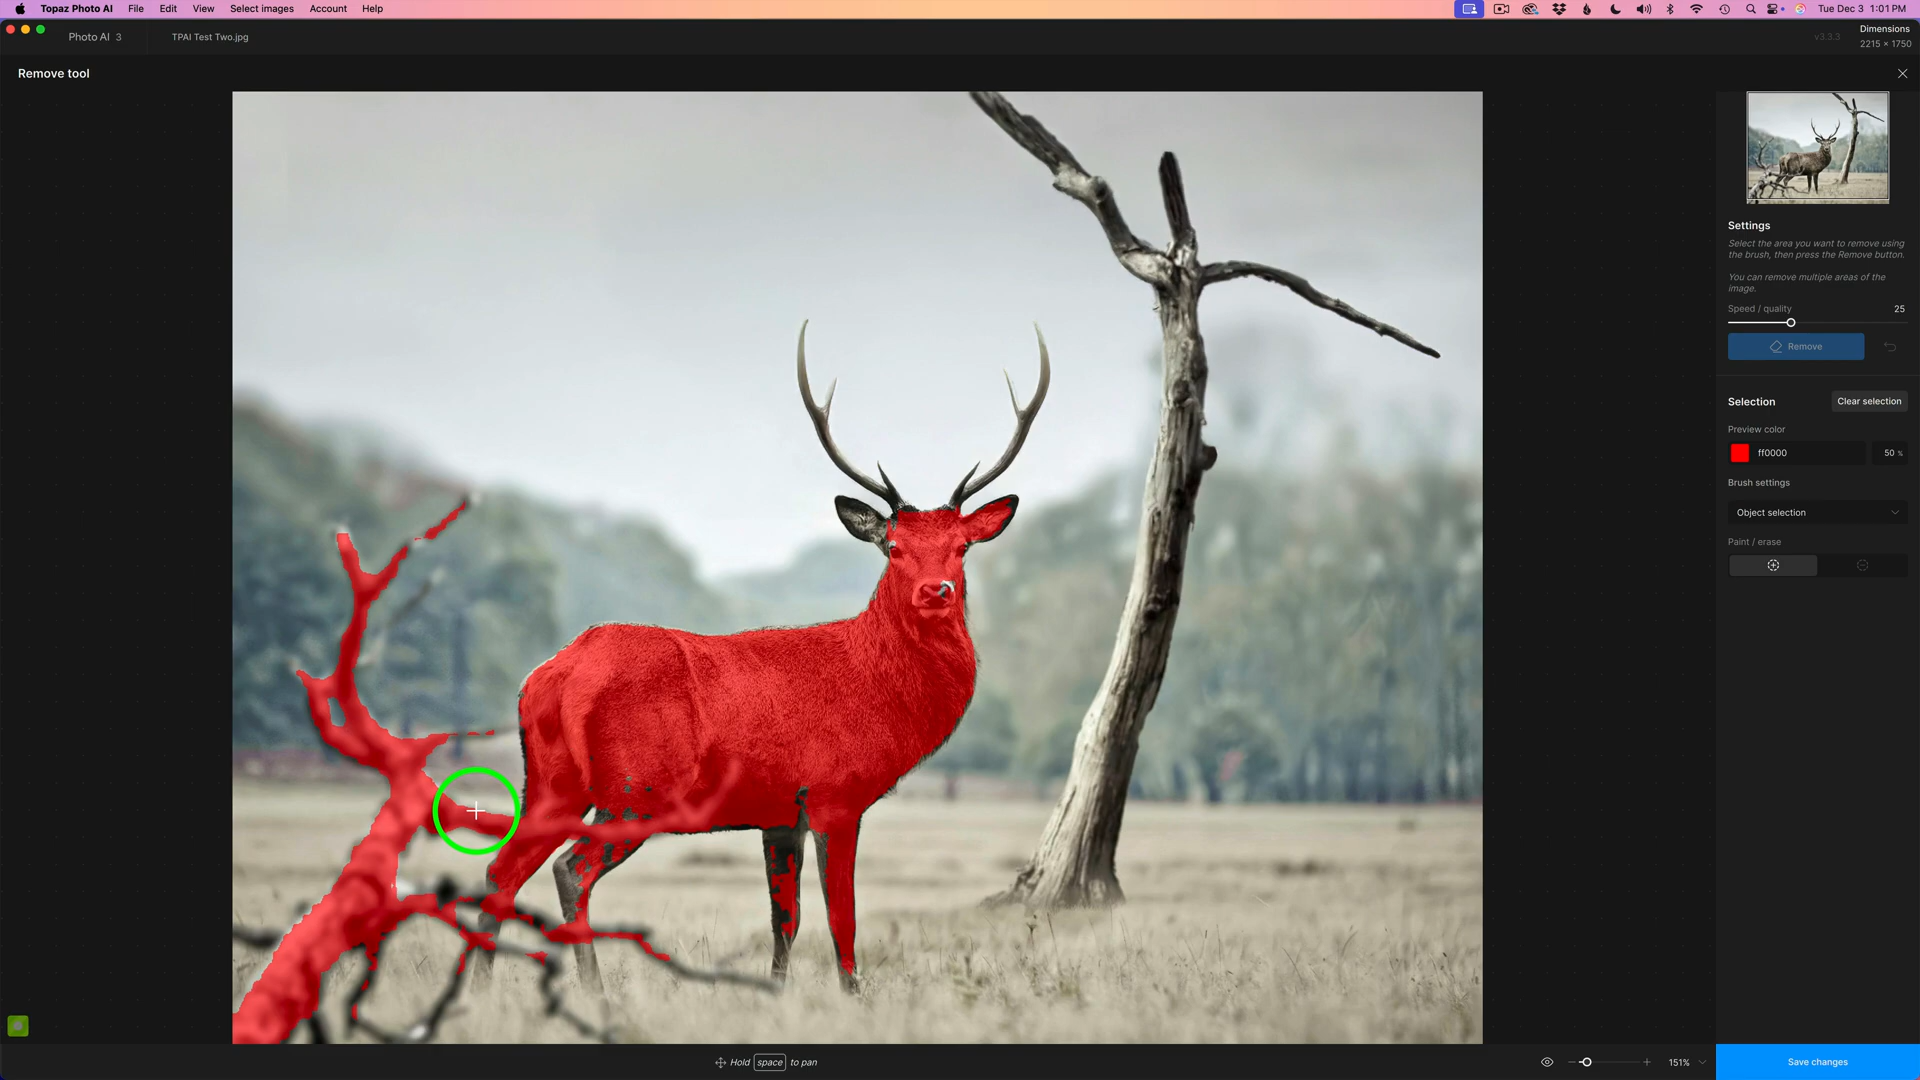 Topaz Photo AI File Edit View Select images Account Help Tue Dec 3 1:01 PM
Photo AI 3 TPAI Test Two.jpg v3.3.3 Dimensions
2215 × 1750
Remove tool
Settings
Select the area you want to remove using
the brush, then press the Remove button.
You can remove multiple areas of the
image.
Speed / quality 25
Remove
Selection Clear selection
Preview color
ff0000 50 %
Brush settings
Object selection
Paint / erase
Hold space to pan
151%
Save changes